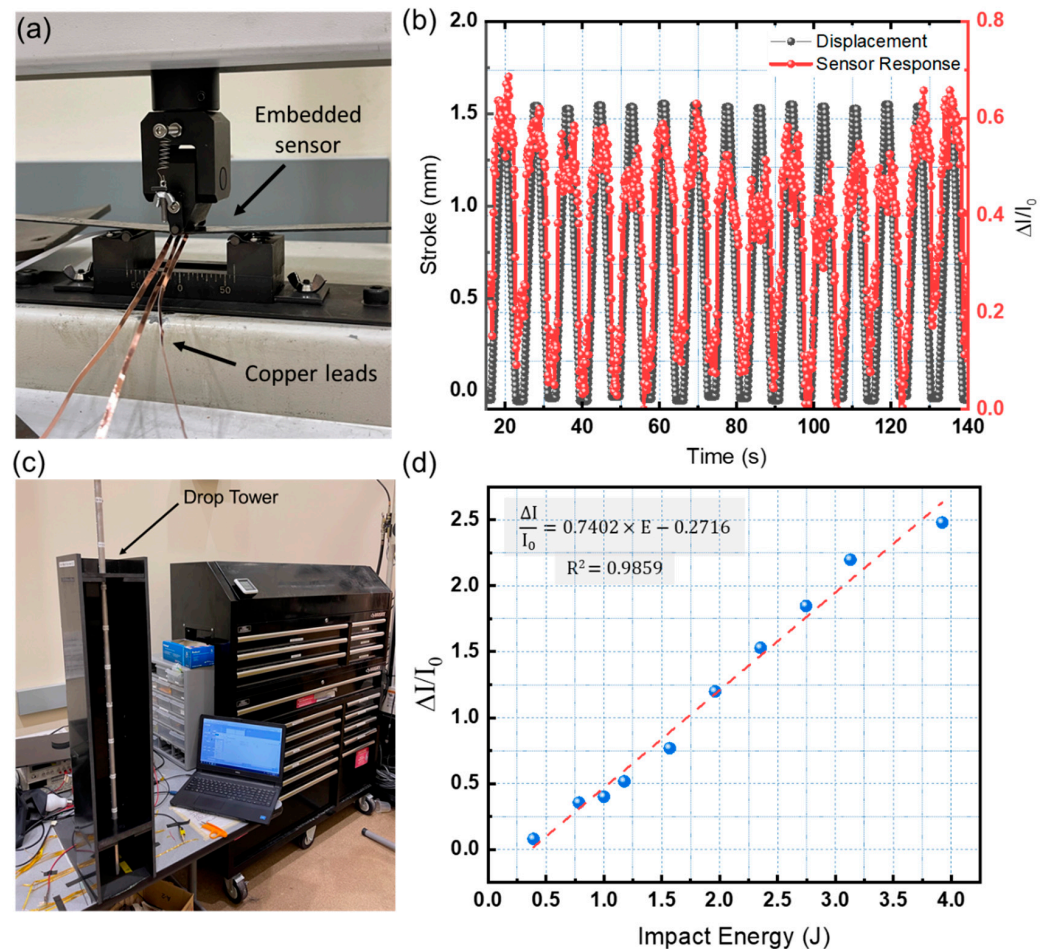 (a)
Embedded
sensor
50
0
50
Copper leads
(b)
Displacement
Sensor Response
2.0
1.5
1.0
0.5
0.0
Stroke (mm)
0.8
0.6
0.4
0.2
0.0
ΔI/I₀
20 40 60 80 100 120 140
Time (s)
(c)
Drop Tower
(d)
ΔI/I₀ = 0.7402 × E − 0.2716
R² = 0.9859
2.5
2.0
1.5
1.0
0.5
0.0
ΔI/I₀
0.0 0.5 1.0 1.5 2.0 2.5 3.0 3.5 4.0
Impact Energy (J)